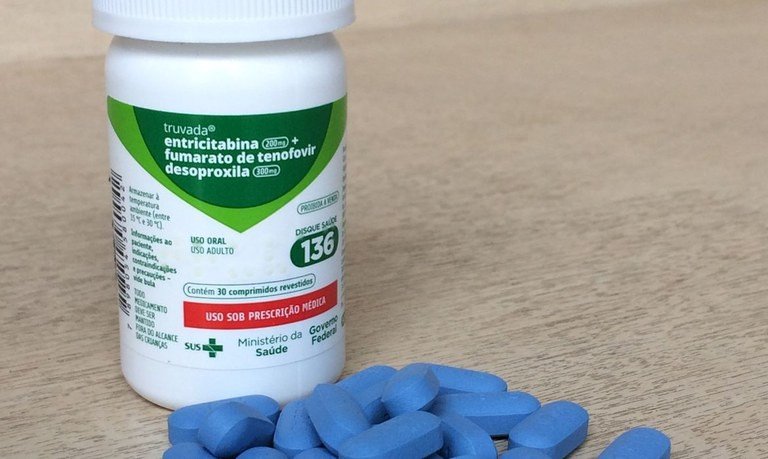 truvada®
entricitabina 200mg +
fumarato de tenofovir
desoproxila 300mg
PROIBIDA A VENDA
DISQUE SAÚDE
136
USO ORAL
USO ADULTO
Contém 30 comprimidos revestidos
USO SOB PRESCRIÇÃO MÉDICA
SUS
Ministério da
Saúde
Governo
Federal
Armazenar à
temperatura
ambiente (entre
15 °C e 30 °C).
Informações ao
paciente,
indicações,
contraindicações
e precauções –
vide bula
TODO
MEDICAMENTO
DEVE SER
MANTIDO
FORA DO ALCANCE
DAS CRIANÇAS